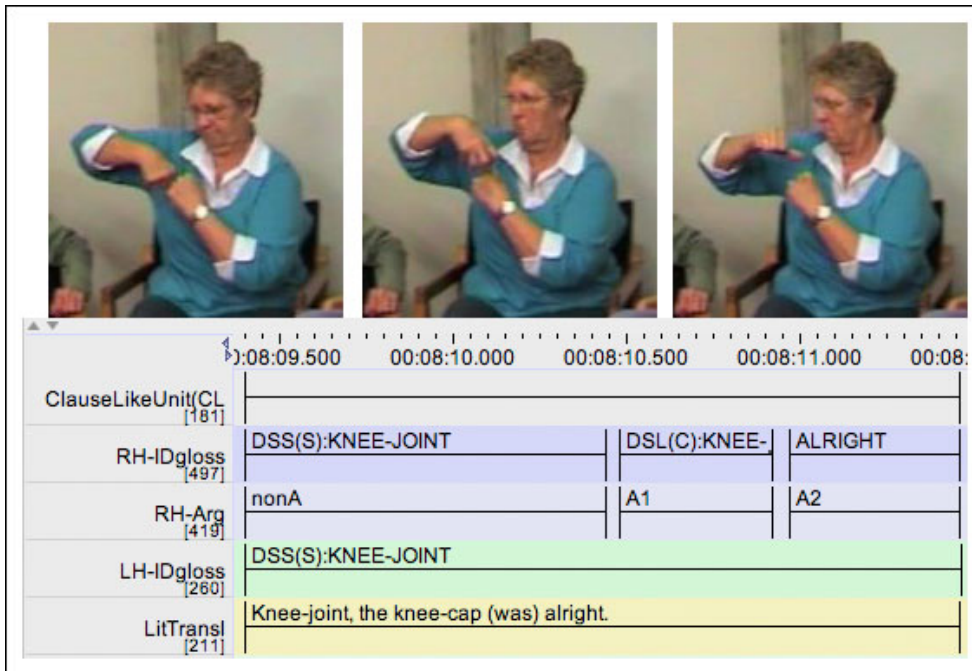 0:08:09.500 00:08:10.000 00:08:10.500 00:08:11.000 00:08:
ClauseLikeUnit(CL
[181]
RH-IDgloss
[497]
DSS(S):KNEE-JOINT DSL(C):KNEE- ALRIGHT
RH-Arg
[419]
nonA A1 A2
LH-IDgloss
[260]
DSS(S):KNEE-JOINT
LitTransl
[211]
Knee-joint, the knee-cap (was) alright.